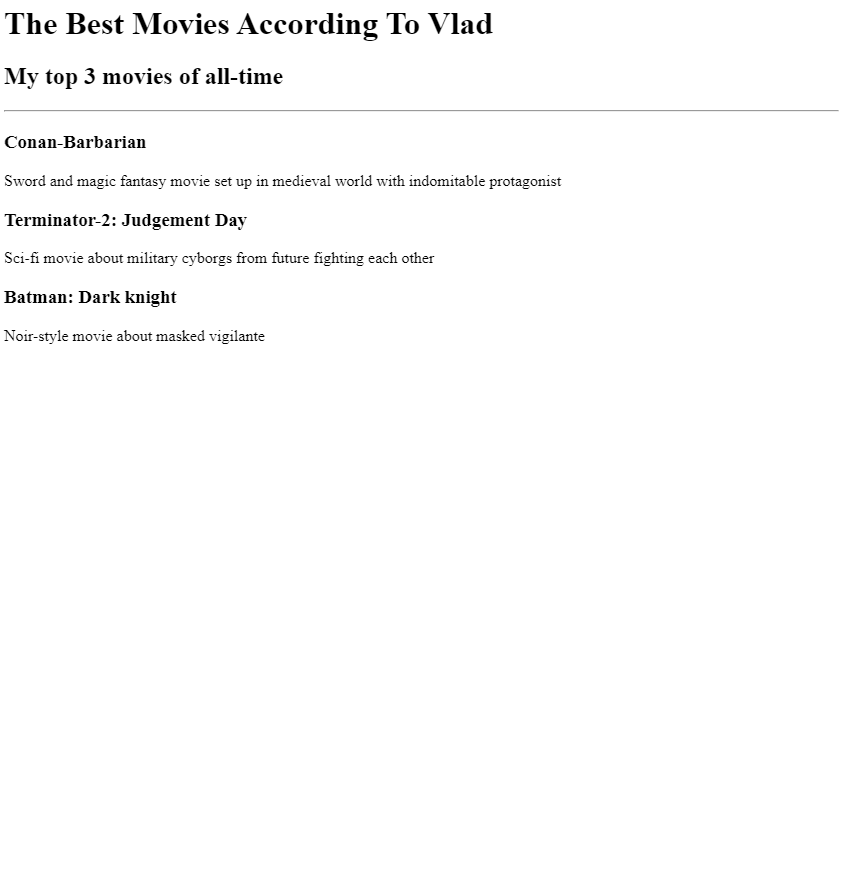 The Best Movies According To Vlad
My top 3 movies of all-time
Conan-Barbarian
Sword and magic fantasy movie set up in medieval world with indomitable protagonist
Terminator-2: Judgement Day
Sci-fi movie about military cyborgs from future fighting each other
Batman: Dark knight
Noir-style movie about masked vigilante